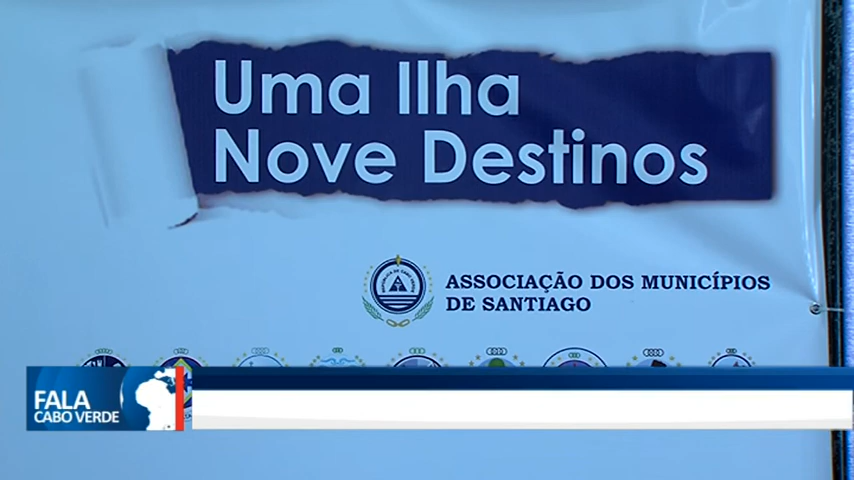 Uma Ilha
Nove Destinos
ASSOCIAÇÃO DOS MUNICÍPIOS
DE SANTIAGO
FALA
CABO VERDE